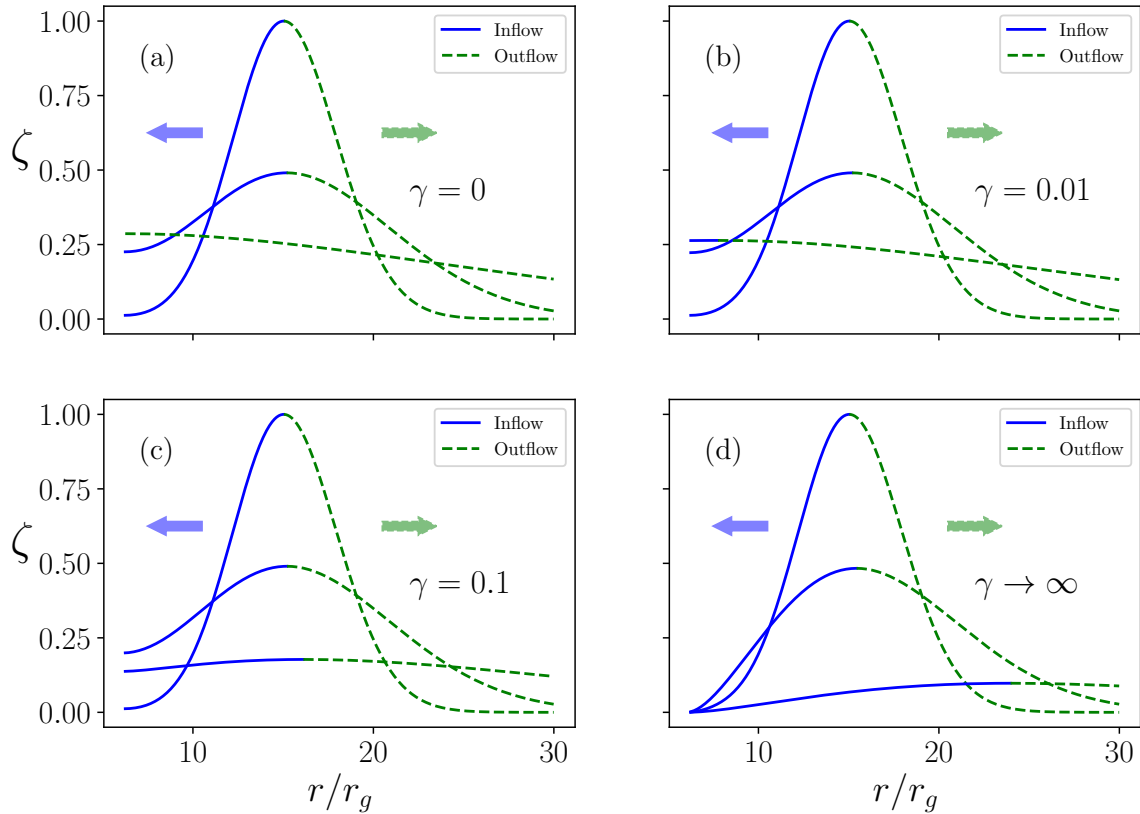 (a)
Inflow
Outflow
γ = 0
ζ
1.00
0.75
0.50
0.25
0.00
(b)
Inflow
Outflow
γ = 0.01
(c)
Inflow
Outflow
γ = 0.1
ζ
1.00
0.75
0.50
0.25
0.00
10 20 30
r/r_g
(d)
Inflow
Outflow
γ → ∞
10 20 30
r/r_g